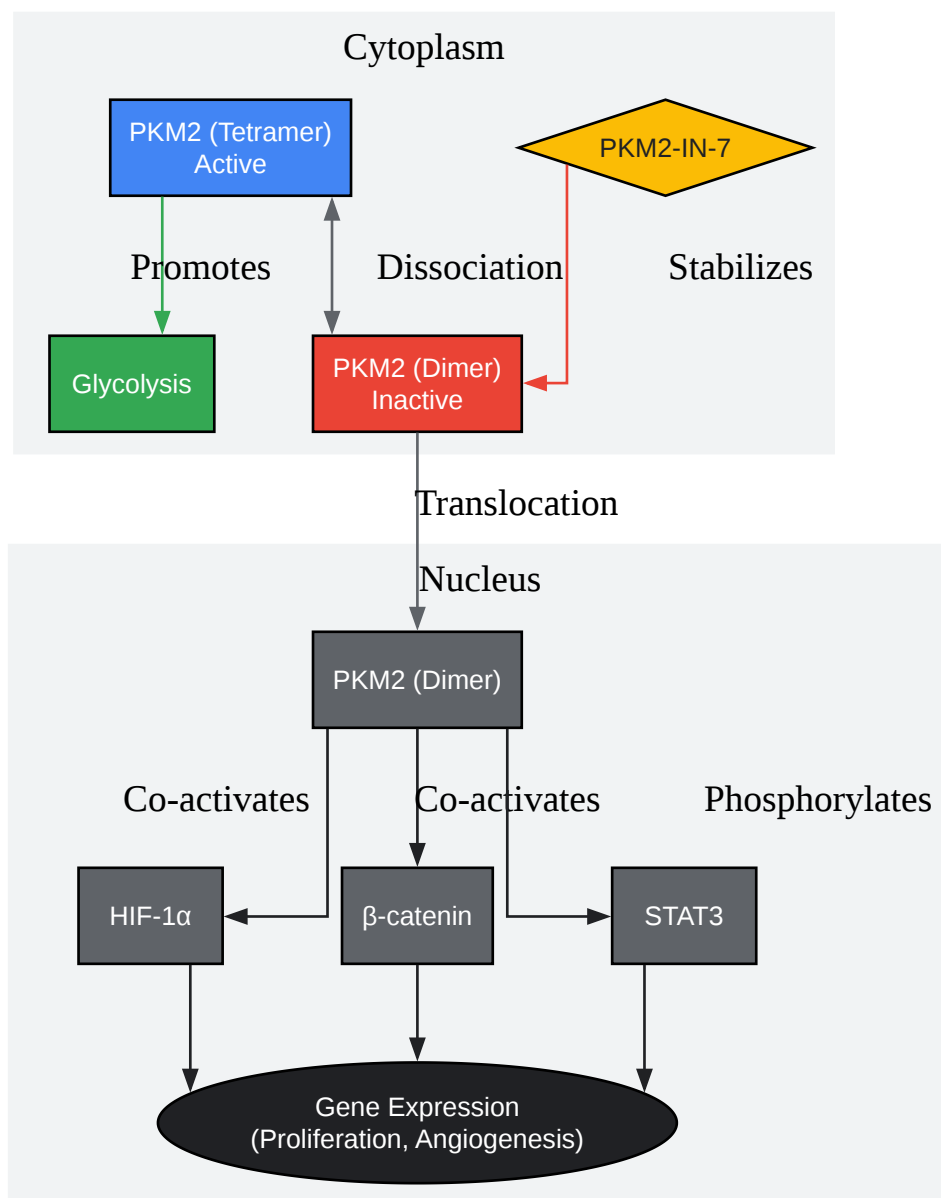 Cytoplasm
PKM2 (Tetramer)
Active
PKM2-IN-7
Promotes
Dissociation
Stabilizes
Glycolysis
PKM2 (Dimer)
Inactive
Translocation
Nucleus
PKM2 (Dimer)
Co-activates
Co-activates
Phosphorylates
HIF-1α
β-catenin
STAT3
Gene Expression
(Proliferation, Angiogenesis)